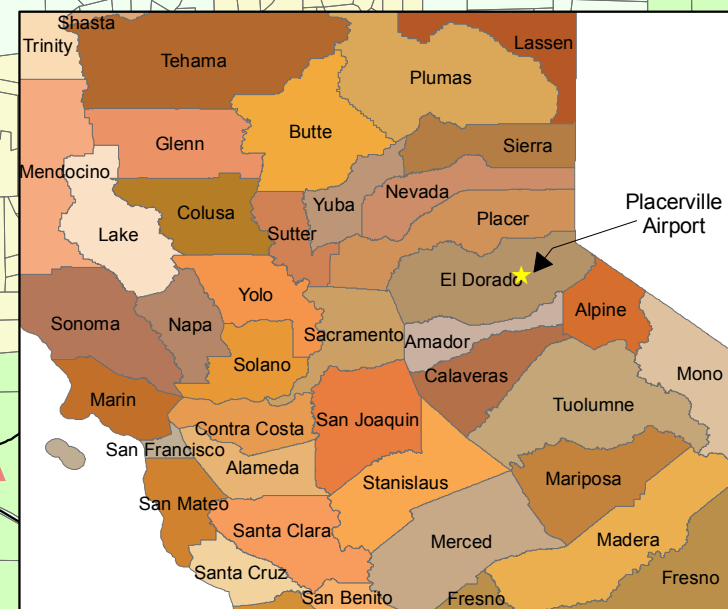 Shasta
Trinity
Lassen
Tehama
Plumas
Butte
Glenn
Sierra
Mendocino
Nevada
Yuba
Colusa
Placerville
Airport
Placer
Lake
Sutter
El Dorado
Yolo
Alpine
Sonoma
Napa
Sacramento
Amador
Solano
Calaveras
Mono
Marin
Tuolumne
San Joaquin
Contra Costa
San Francisco
Alameda
Stanislaus
Mariposa
San Mateo
Santa Clara
Merced
Madera
Santa Cruz
Fresno
San Benito
Fresno